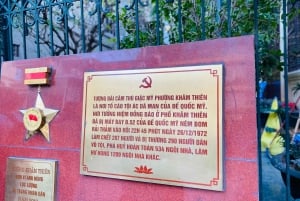 TƯỢNG ĐÀI CĂM THÙ GIẶC MỸ PHƯỜNG KHÂM THIÊN
LÀ NƠI TỐ CÁM TỘI ÁC DÃ MAN CỦA ĐẾ QUỐC MỸ.
NƠI TƯỞNG NIỆM ĐỒNG BÀO Ở PHỐ KHÂM THIÊN
ĐÃ BỊ MÁY BAY B.52 CỦA ĐẾ QUỐC MỸ NÉM BOM
RẢI THẢM VÀO HỒI 22H 45 PHÚT NGÀY 26/12/1972
LÀM CHẾT 287 NGƯỜI VÀ BỊ THƯƠNG 290 NGƯỜI DÂN
VÔ TỘI, PHÁ HUỶ HOÀN TOÀN 534 NGÔI NHÀ, LÀM
HƯ HỎNG 1200 NGÔI NHÀ KHÁC.
KHÂM THIÊN